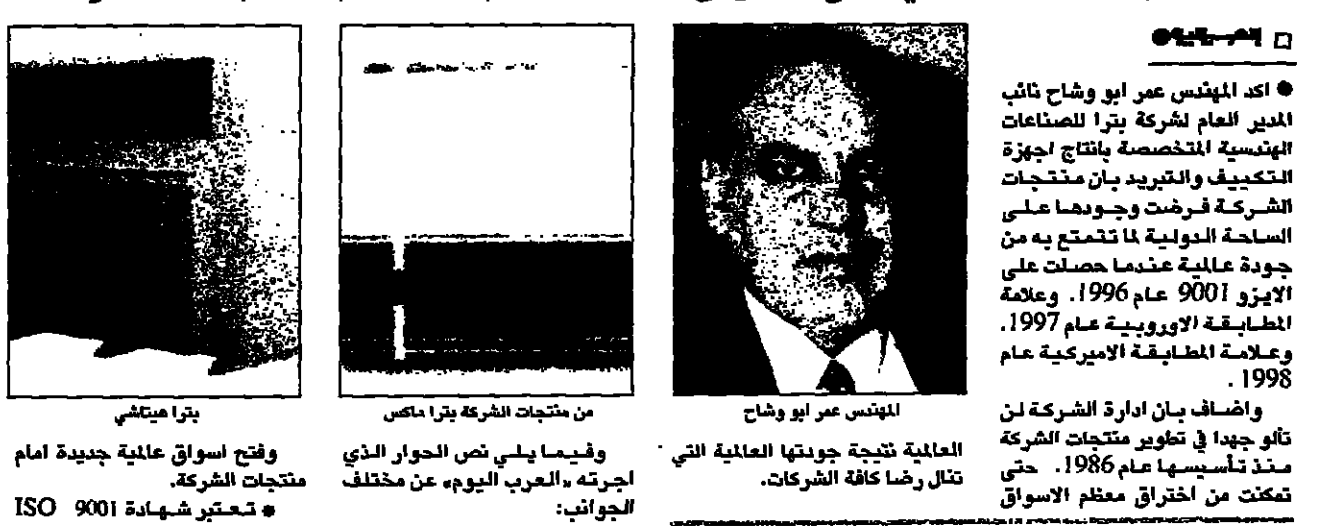 ● اكد المهندس عمر ابو وشاح نائب
المدير العام لشركة بترا للصناعات
الهندسية المتخصصة بانتاج اجهزة
التكييف والتبريد بان منتجات
الشركة فرضت وجودها على
الساحة الدولية لما تتمتع به من
جودة عالمية عندما حصلت على
الايزو 9001 عام 1996. وعلامة
المطابقة الاوروبية عام 1997.
وعلامة المطابقة الاميركية عام
1998 .
واضاف بان ادارة الشركة لن
تألو جهدا في تطوير منتجات الشركة
منذ تأسيسها عام 1986. حتى
تمكنت من اختراق معظم الاسواق
المهندس عمر ابو وشاح
العالمية نتيجة جودتها العالمية التي
تنال رضا كافة الشركات.
من منتجات الشركة بترا ماكس
وفيما يلي نص الحوار الذي
اجرته «العرب اليوم» عن مختلف
الجوانب:
بترا هيتاشي
وفتح اسواق عالمية جديدة امام
منتجات الشركة.
● تعتبر شهادة ISO 9001